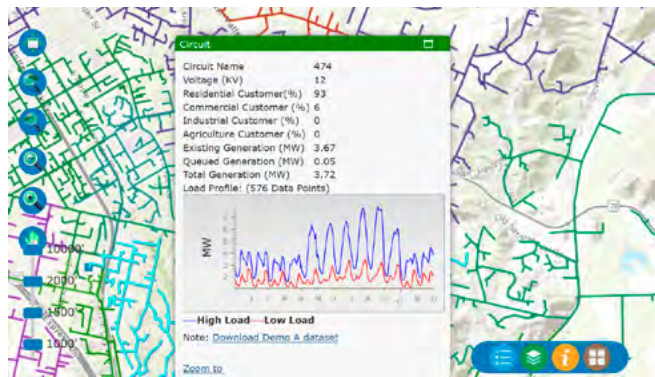 Circuit
Circuit Name 474
Voltage (KV) 12
Residential Customer(%) 93
Commercial Customer (%) 6
Industrial Customer (%) 0
Agriculture Customer (%) 0
Existing Generation (MW) 3.67
Queued Generation (MW) 0.05
Total Generation (MW) 3.72
Load Profile: (576 Data Points)
MW
High Load Low Load
Note: Download Demo A dataset
Zoom to
10000'
2000'
1500'
1000'